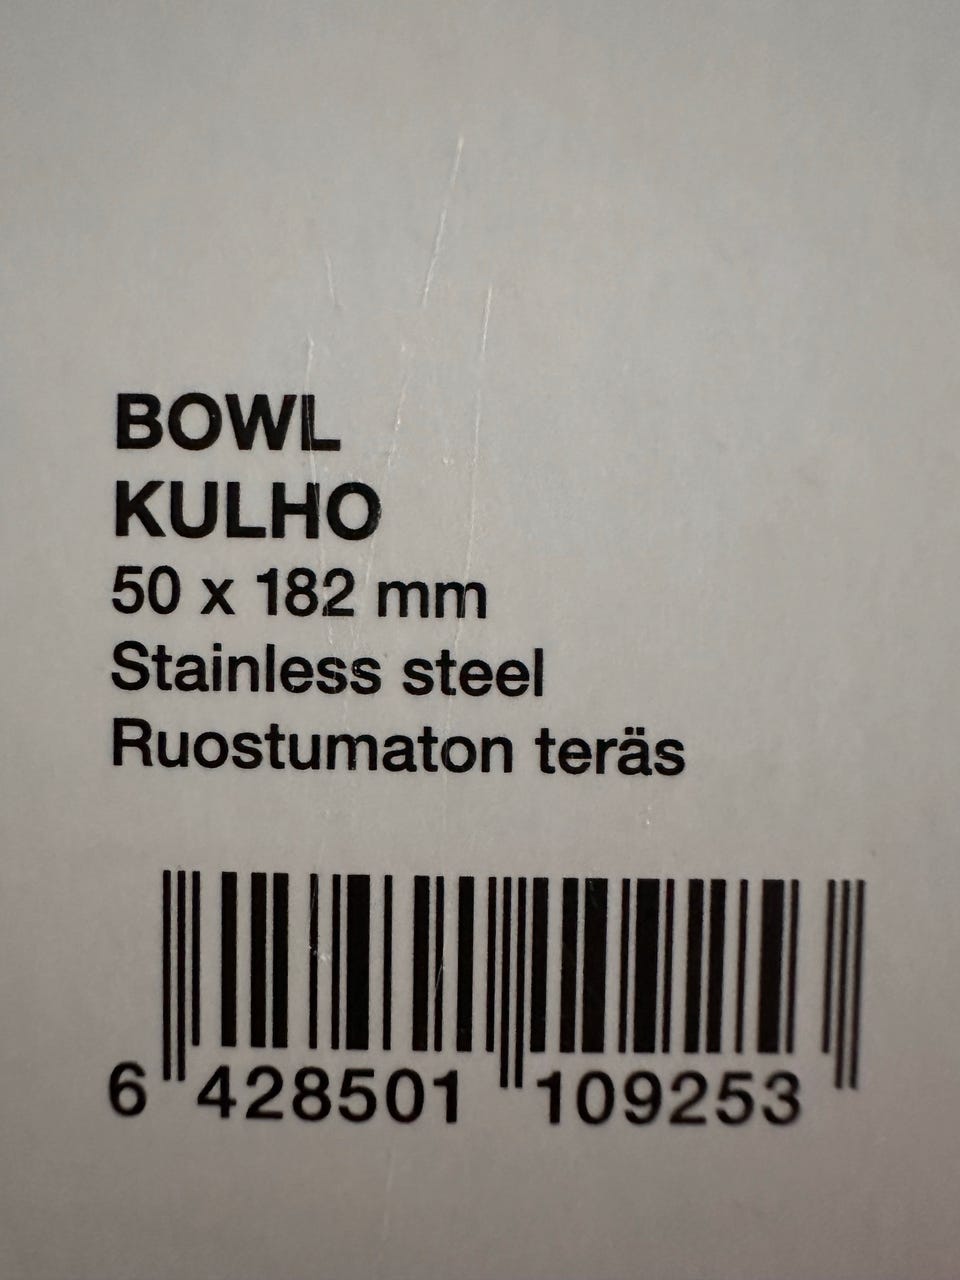 BOWL
KULHO
50 x 182 mm
Stainless steel
Ruostumaton teräs
6 428501 109253